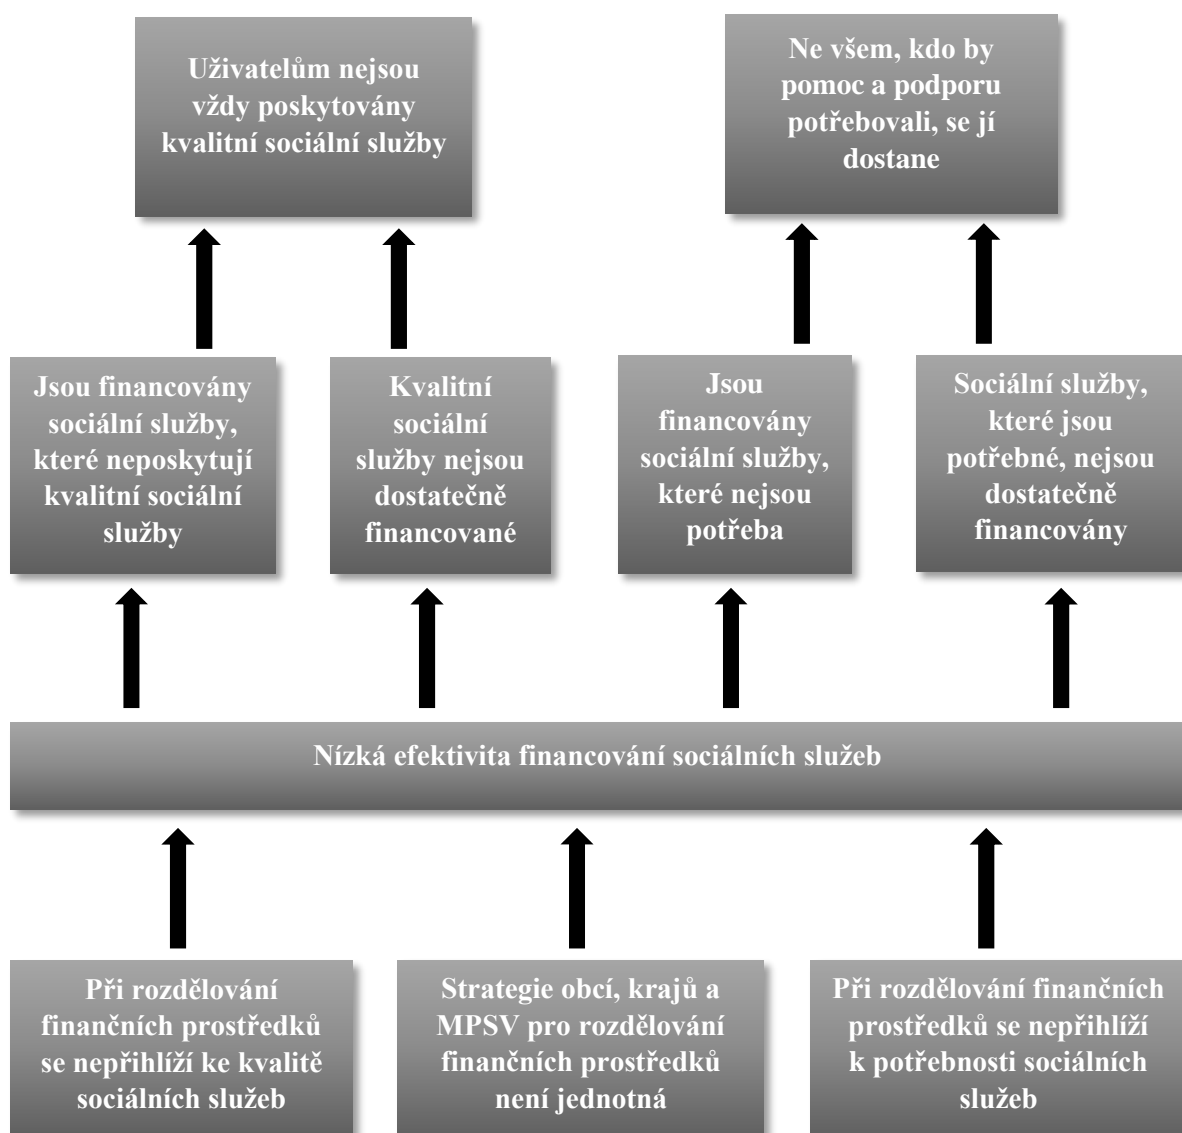 Uživatelům nejsou
vždy poskytovány
kvalitní sociální služby
Ne všem, kdo by
pomoc a podporu
potřebovali, se jí
dostane
Jsou financovány
sociální služby,
které neposkytují
kvalitní sociální
služby
Kvalitní
sociální
služby nejsou
dostatečně
financované
Jsou
financovány
sociální služby,
které nejsou
potřeba
Sociální služby,
které jsou
potřebné, nejsou
dostatečně
financovány
Nízká efektivita financování sociálních služeb
Při rozdělování
finančních prostředků
se nepřihlíží ke kvalitě
sociálních služeb
Strategie obcí, krajů a
MPSV pro rozdělování
finančních prostředků
není jednotná
Při rozdělování finančních
prostředků se nepřihlíží
k potřebnosti sociálních
služeb